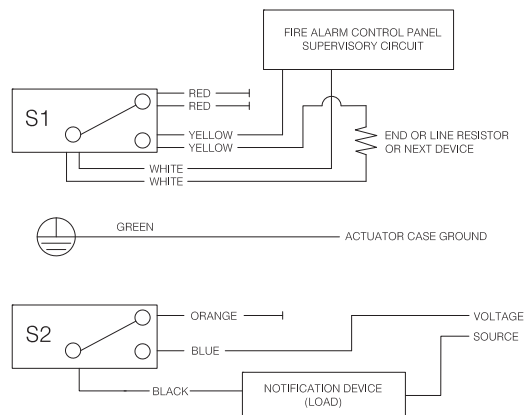 FIRE ALARM CONTROL PANEL
SUPERVISORY CIRCUIT
RED
RED
S1
YELLOW
YELLOW
END OR LINE RESISTOR
OR NEXT DEVICE
WHITE
WHITE
GREEN
ACTUATOR CASE GROUND
ORANGE
VOLTAGE
SOURCE
S2
BLUE
BLACK
NOTIFICATION DEVICE
(LOAD)